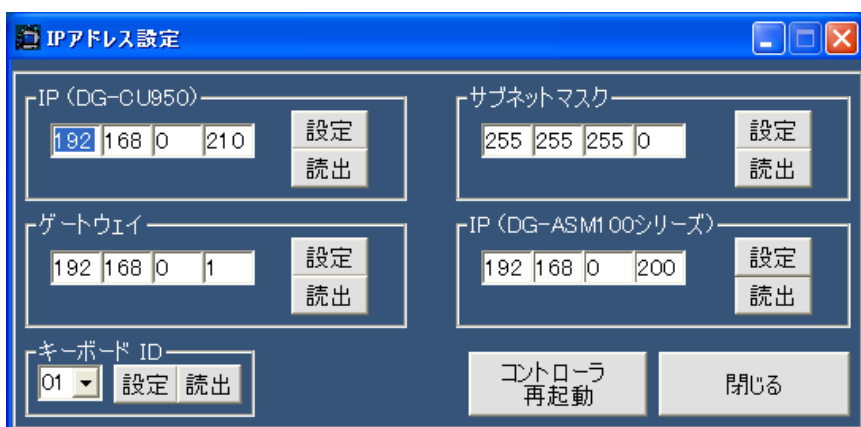 IPアドレス設定
IP（DG-CU950）
192 168 0 210
設定
読出
サブネットマスク
255 255 255 0
設定
読出
ゲートウェイ
192 168 0 1
設定
読出
IP（DG-ASM100シリーズ）
192 168 0 200
設定
読出
キーボード ID
01 設定 読出
コントローラ
再起動
閉じる